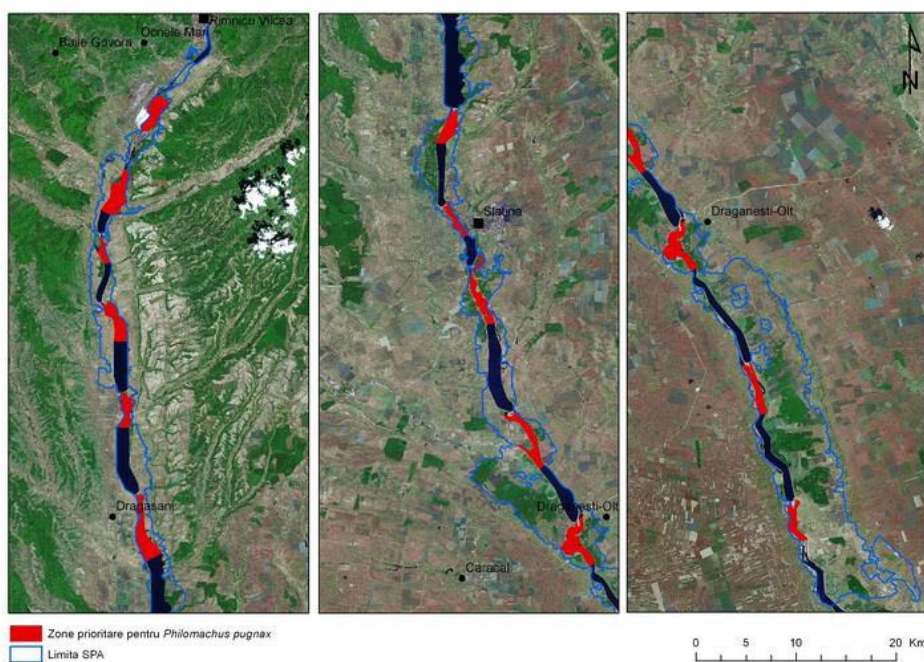 Rimnicu Vilcea
Ocnele Mari
Baile Govora
Dragasani
Slatina
Draganesti-Olt
Caracal
N
Draganesti-Olt
Zone prioritare pentru Philomachus pugnax
Limita SPA
0 5 10 20 Km